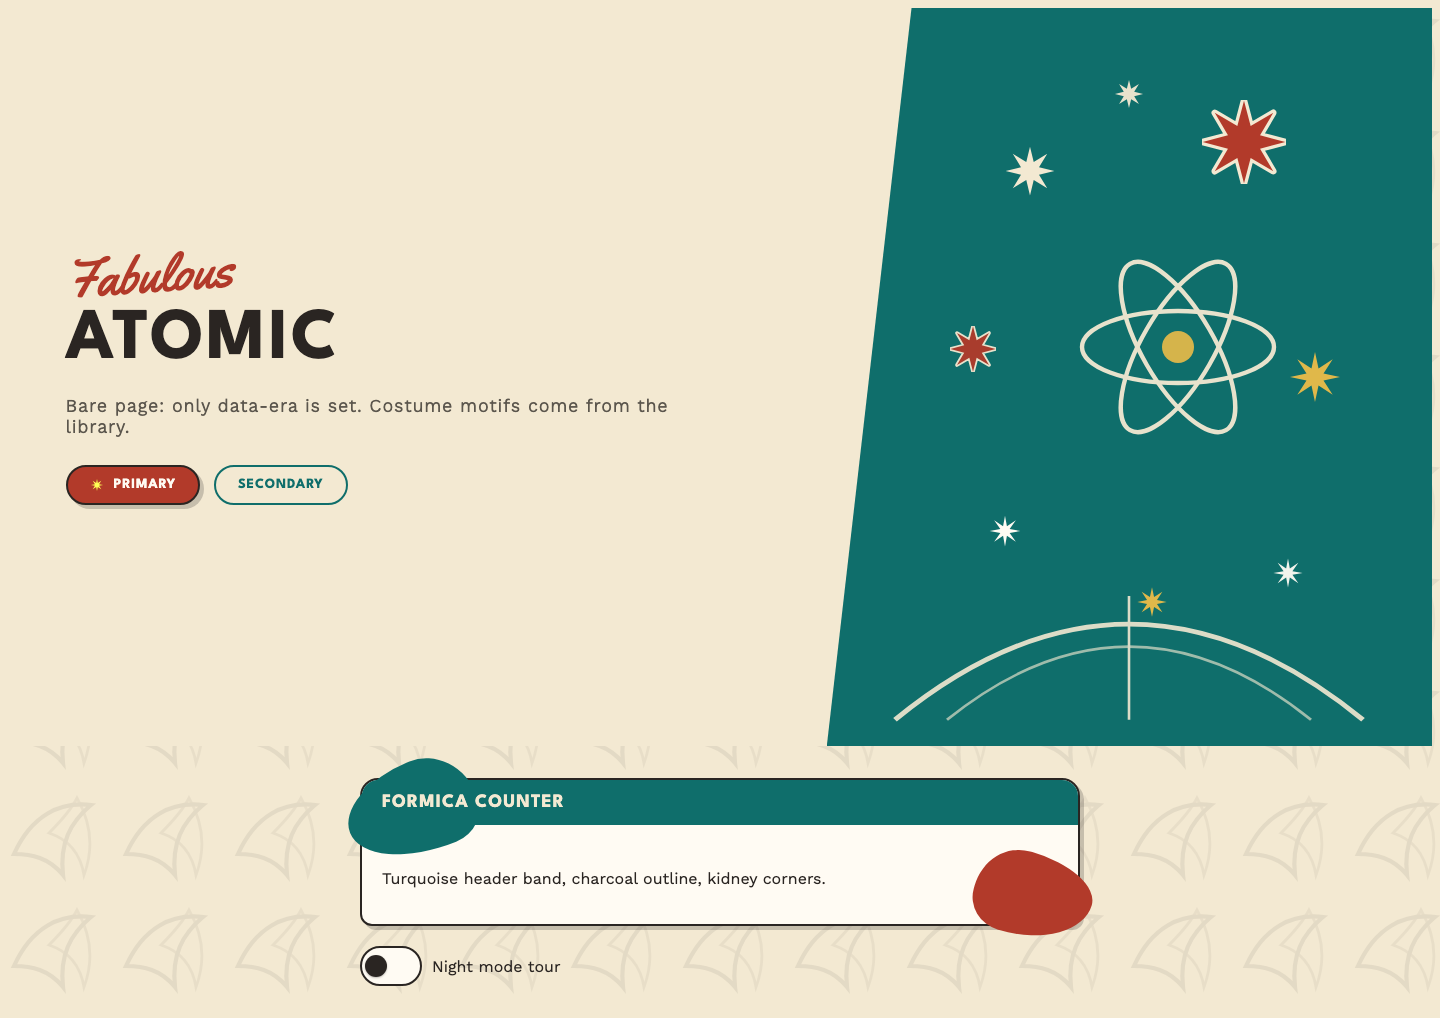 Fabulous
ATOMIC
Bare page: only data-era is set. Costume motifs come from the
library.
PRIMARY
SECONDARY
FORMICA COUNTER
Turquoise header band, charcoal outline, kidney corners.
Night mode tour